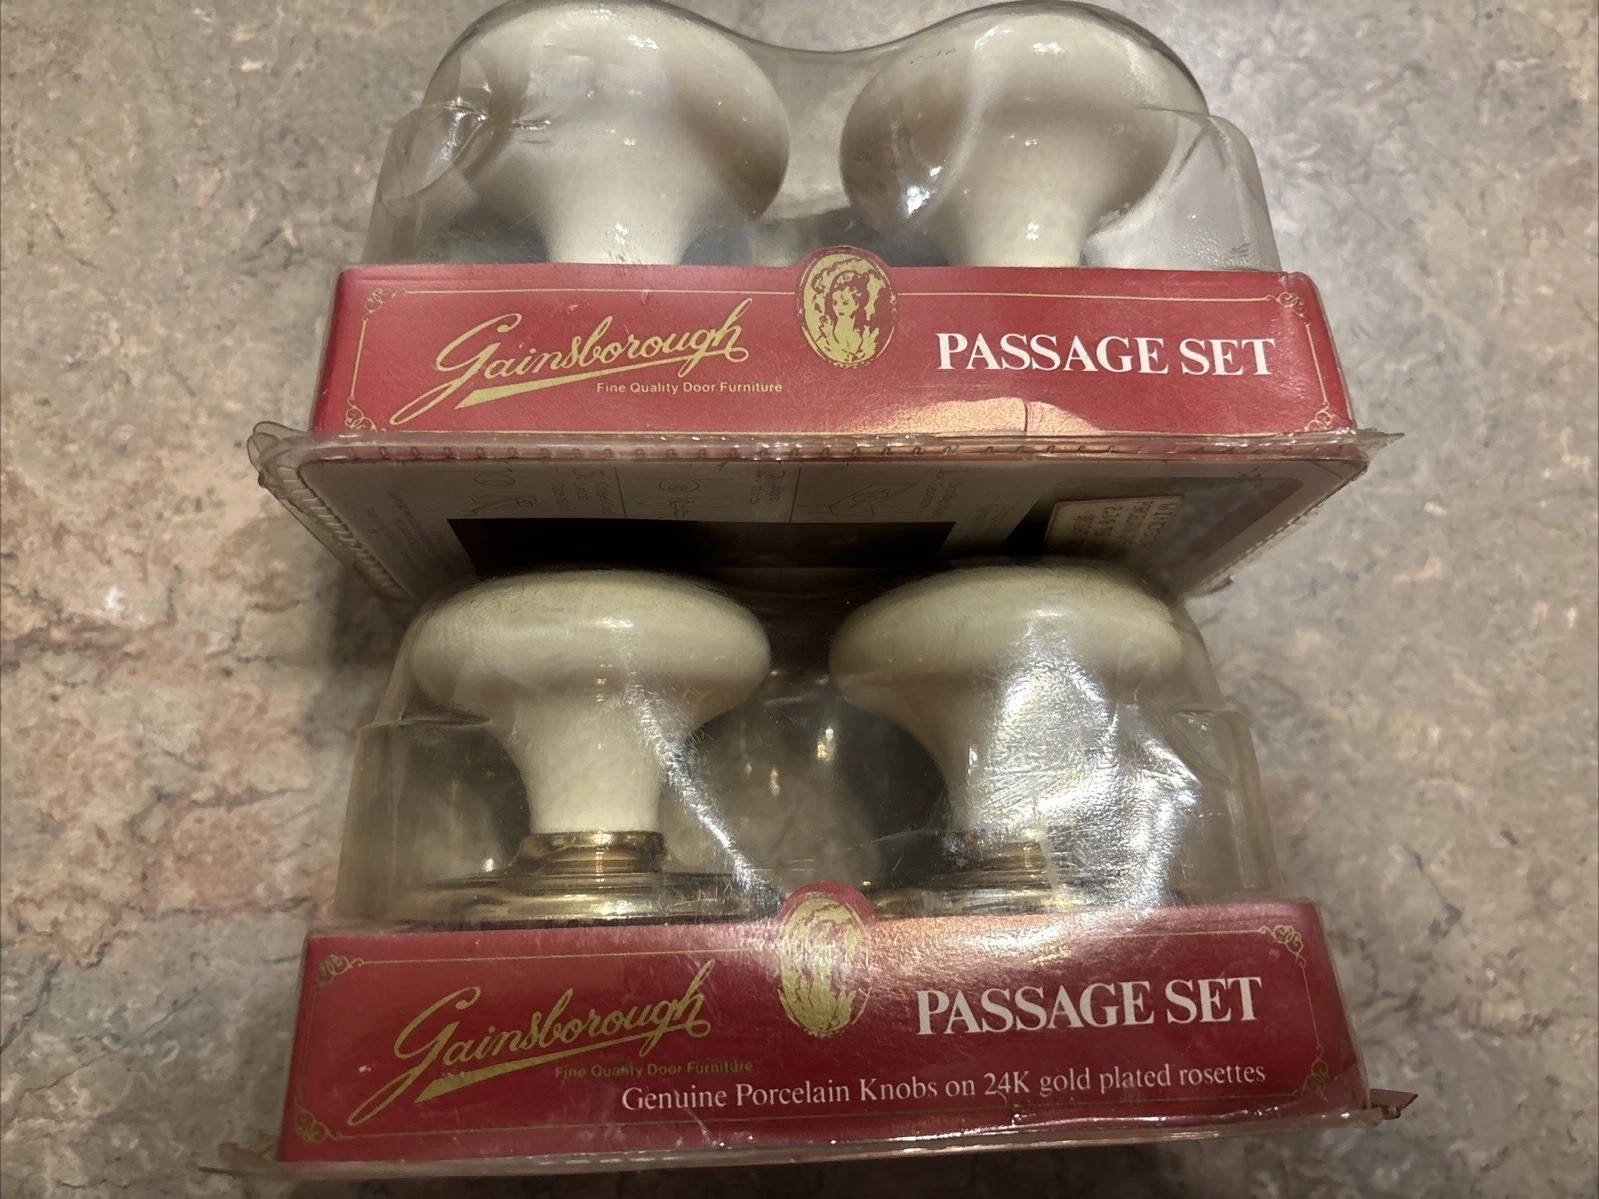 Gainsborough
Fine Quality Door Furniture
PASSAGE SET
Gainsborough
Fine Quality Door Furniture
PASSAGE SET
Genuine Porcelain Knobs on 24K gold plated rosettes